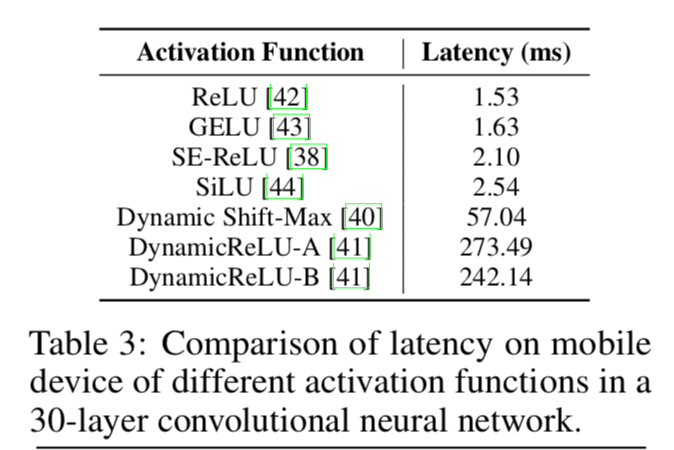 Activation Function Latency (ms)
ReLU [42] 1.53
GELU [43] 1.63
SE-ReLU [38] 2.10
SiLU [44] 2.54
Dynamic Shift-Max [40] 57.04
DynamicReLU-A [41] 273.49
DynamicReLU-B [41] 242.14
Table 3: Comparison of latency on mobile
device of different activation functions in a
30-layer convolutional neural network.